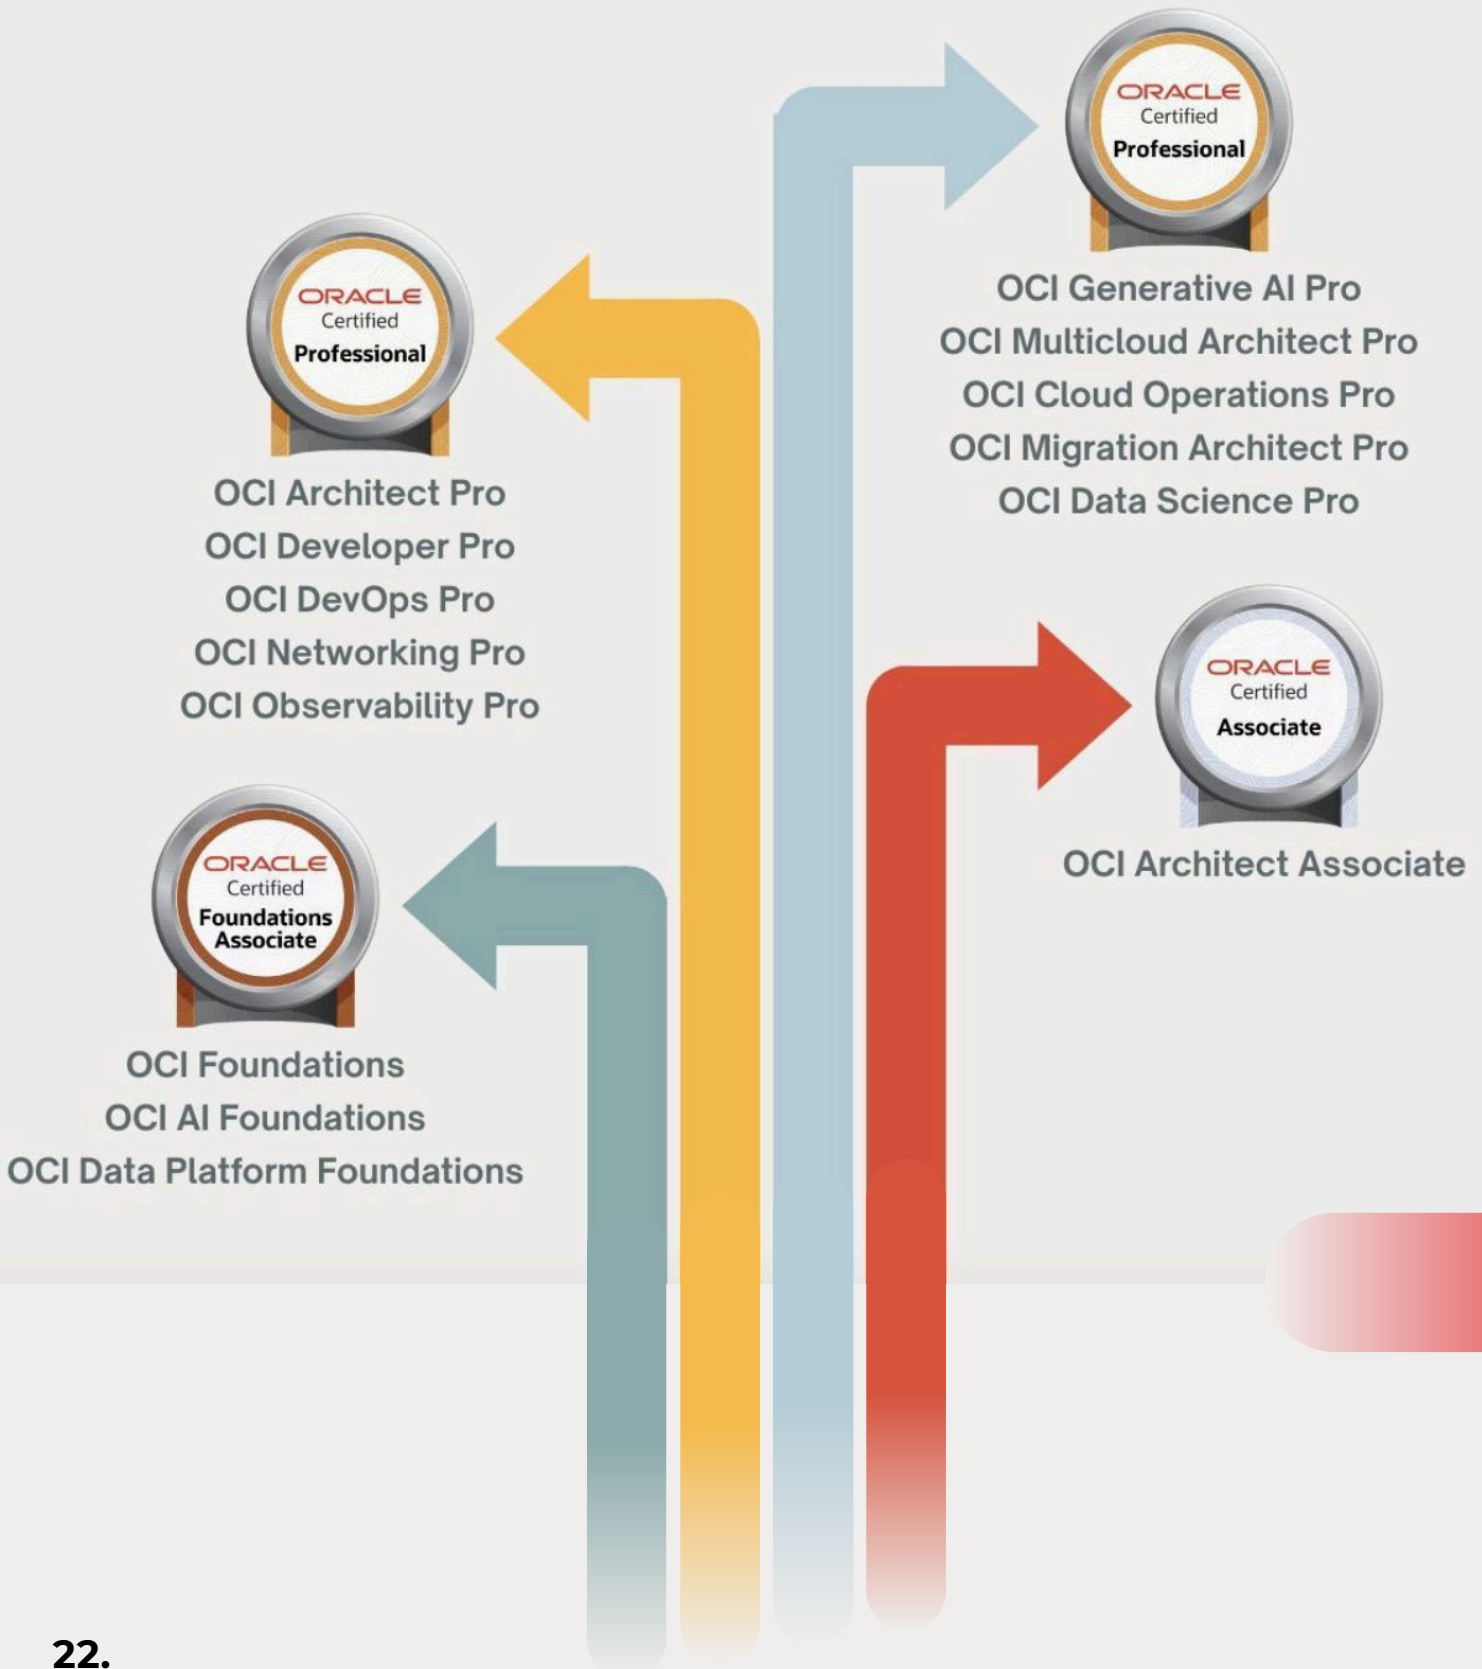 ORACLE
Certified
Professional
OCI Generative AI Pro
OCI Multicloud Architect Pro
OCI Cloud Operations Pro
OCI Migration Architect Pro
OCI Data Science Pro
ORACLE
Certified
Professional
OCI Architect Pro
OCI Developer Pro
OCI DevOps Pro
OCI Networking Pro
OCI Observability Pro
ORACLE
Certified
Associate
OCI Architect Associate
ORACLE
Certified
Foundations
Associate
OCI Foundations
OCI AI Foundations
OCI Data Platform Foundations
22.